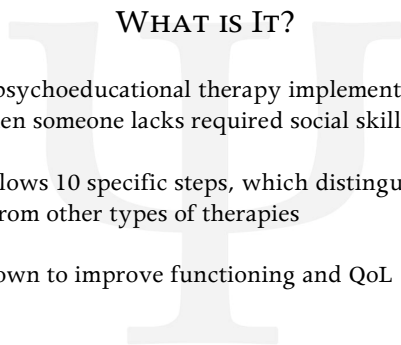 What is It?
psychoeducational therapy implement
en someone lacks required social skill
lows 10 specific steps, which distingu
rom other types of therapies
own to improve functioning and QoL